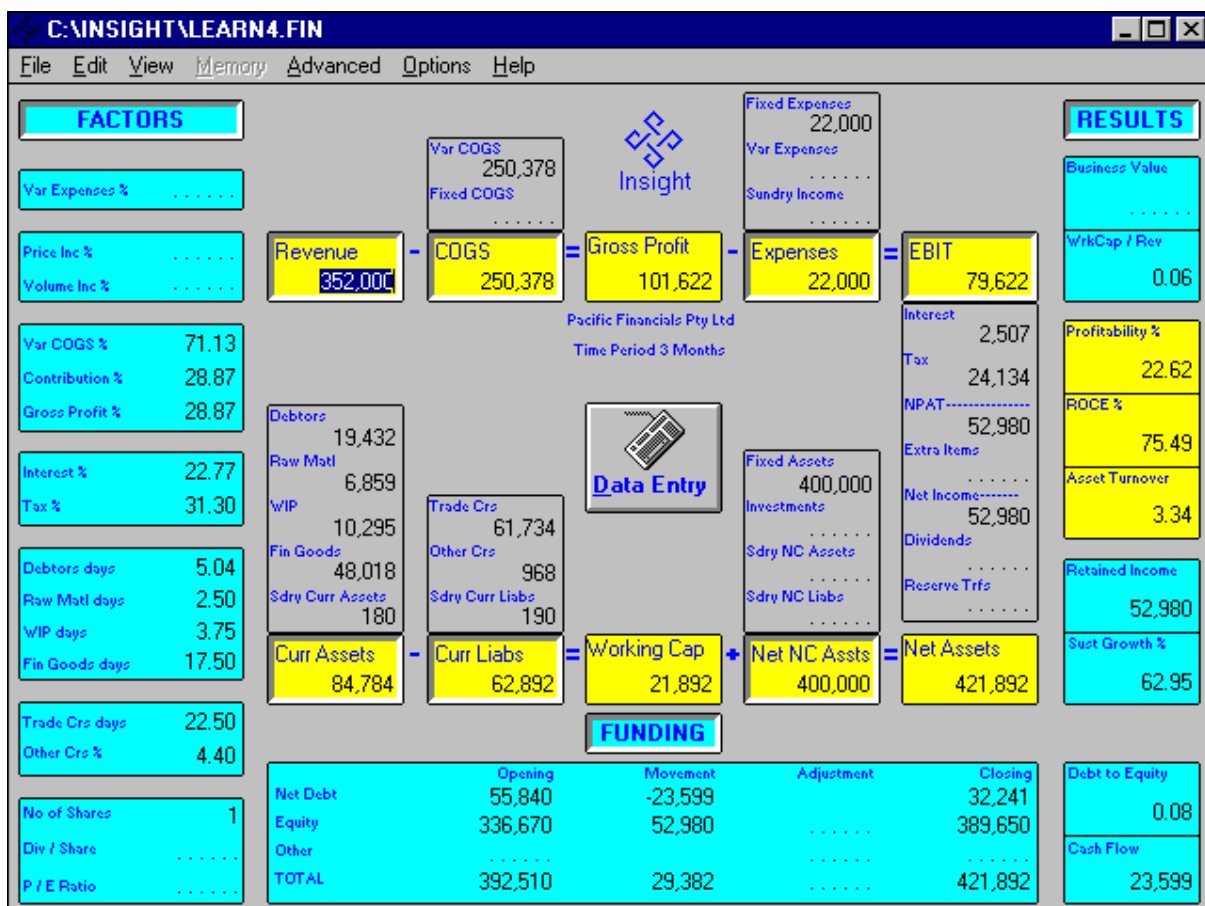 C:\INSIGHT\LEARN4.FIN
File Edit View Memory Advanced Options Help
FACTORS
Var Expenses % . . . . . .
Price Inc % . . . . . .
Volume Inc % . . . . . .
Var COGS % 71.13
Contribution % 28.87
Gross Profit % 28.87
Interest % 22.77
Tax % 31.30
Debtors days 5.04
Raw Matl days 2.50
WIP days 3.75
Fin Goods days 17.50
Trade Crs days 22.50
Other Crs % 4.40
No of Shares 1
Div / Share . . . . . .
P / E Ratio . . . . . .
Var COGS
250,378
Fixed COGS
. . . . . .
Insight
Fixed Expenses
22,000
Var Expenses
. . . . . .
Sundry Income
. . . . . .
Revenue - COGS = Gross Profit - Expenses = EBIT
352,000 250,378 101,622 22,000 79,622
Pacific Financials Pty Ltd
Time Period 3 Months
Interest
2,507
Tax
24,134
NPAT---------------
52,980
Extra Items
. . . . . .
Net Income-------
52,980
Dividends
. . . . . .
Reserve Trfs
. . . . . .
Debtors
19,432
Raw Matl
6,859
WIP
10,295
Fin Goods
48,018
Sdry Curr Assets
180
Trade Crs
61,734
Other Crs
968
Sdry Curr Liabs
190
Data Entry
Fixed Assets
400,000
Investments
. . . . . .
Sdry NC Assets
. . . . . .
Sdry NC Liabs
. . . . . .
Curr Assets - Curr Liabs = Working Cap + Net NC Assts = Net Assets
84,784 62,892 21,892 400,000 421,892
FUNDING
Opening Movement Adjustment Closing
Net Debt 55,840 -23,599 32,241
Equity 336,670 52,980 . . . . . . 389,650
Other . . . . . . . . . . . .
TOTAL 392,510 29,382 . . . . . . 421,892
RESULTS
Business Value
. . . . . .
WrkCap / Rev
0.06
Profitability %
22.62
ROCE %
75.49
Asset Turnover
3.34
Retained Income
52,980
Sust Growth %
62.95
Debt to Equity
0.08
Cash Flow
23,599